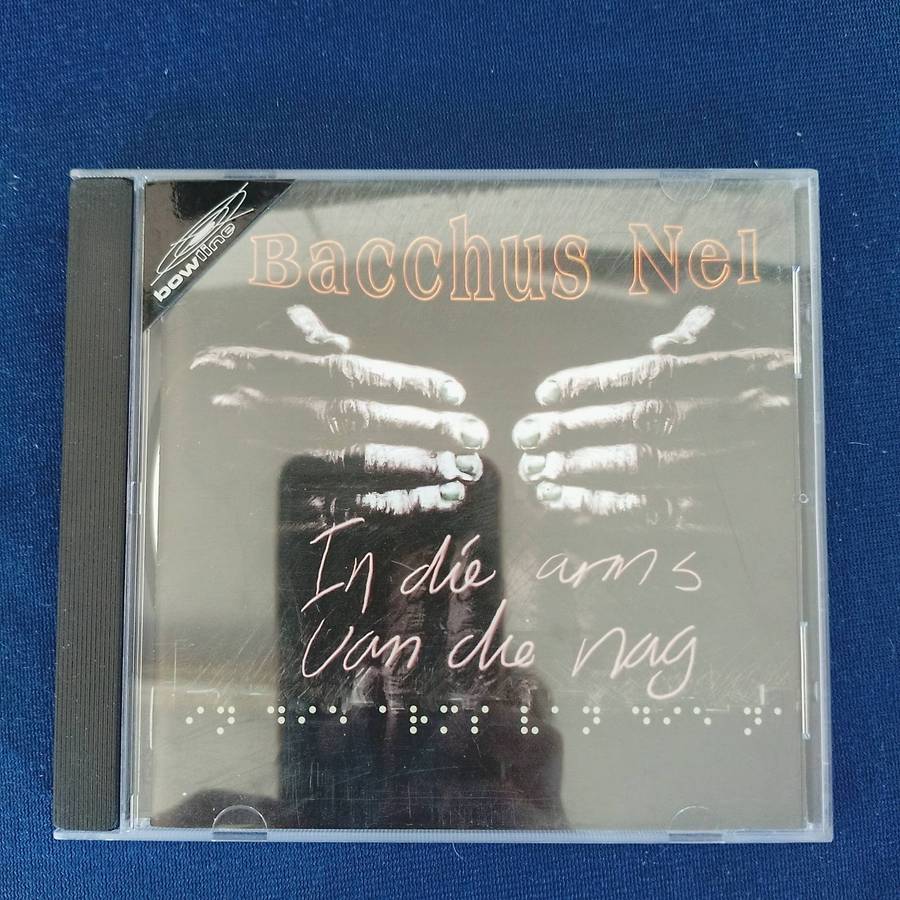 bowline
Bacchus Nel
In die arms
van die nag